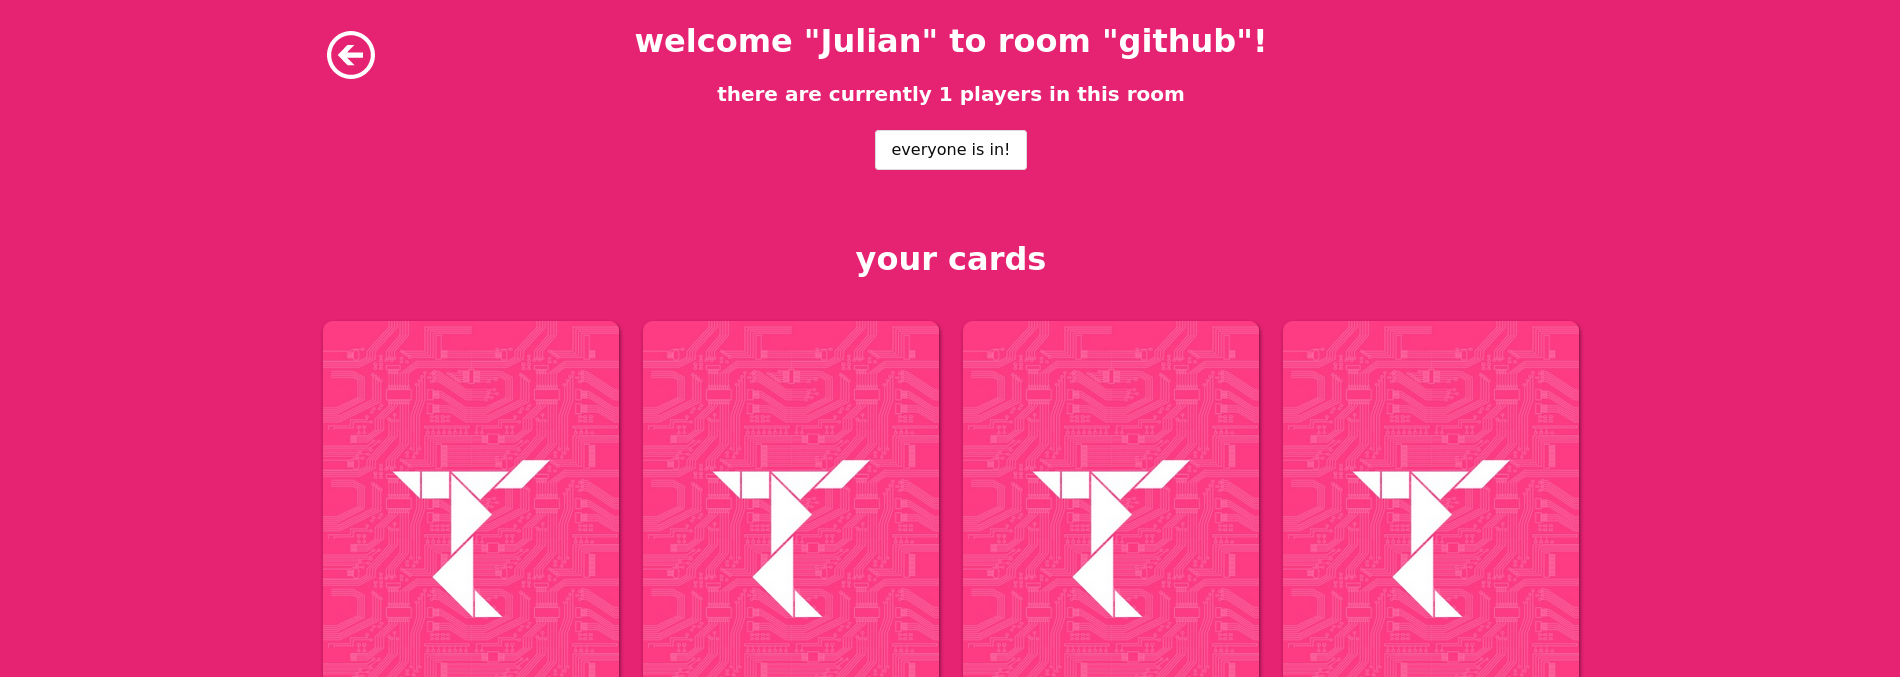 welcome "Julian" to room "github"!
there are currently 1 players in this room
everyone is in!
your cards